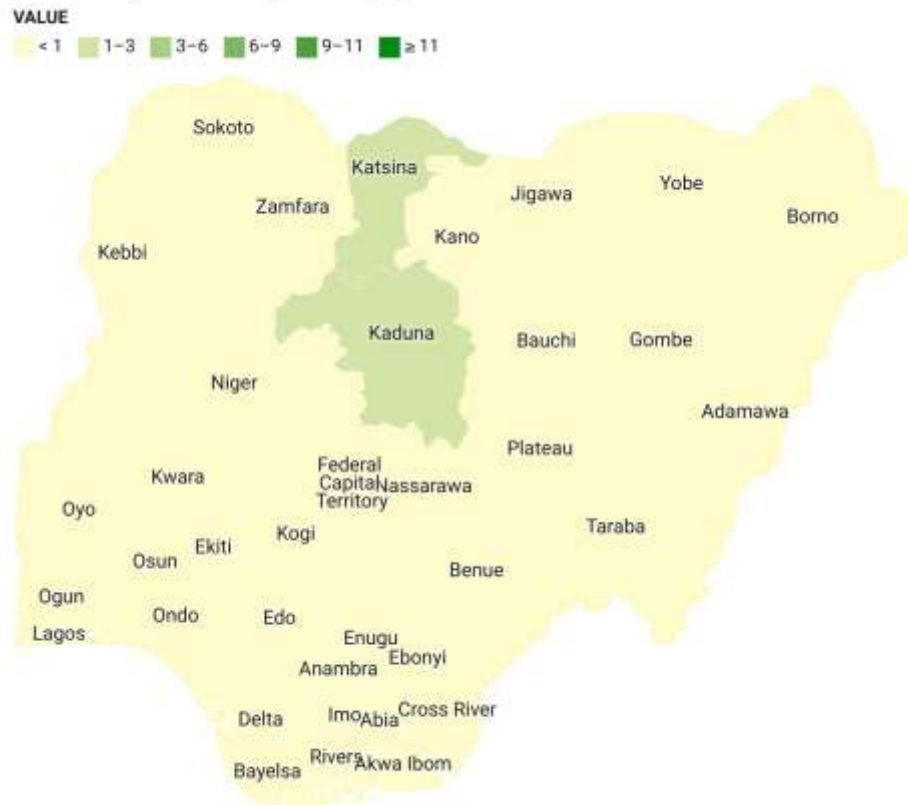 VALUE
< 1 1–3 3–6 6–9 9–11 ≥ 11
Sokoto
Katsina
Jigawa
Yobe
Zamfara
Borno
Kano
Kebbi
Kaduna
Bauchi
Gombe
Niger
Adamawa
Plateau
Federal
Capital
Territory
Nassarawa
Kwara
Oyo
Taraba
Kogi
Ekiti
Osun
Benue
Ogun
Ondo
Edo
Lagos
Enugu
Ebonyi
Anambra
Cross River
Delta
Imo
Abia
Rivers
Akwa Ibom
Bayelsa